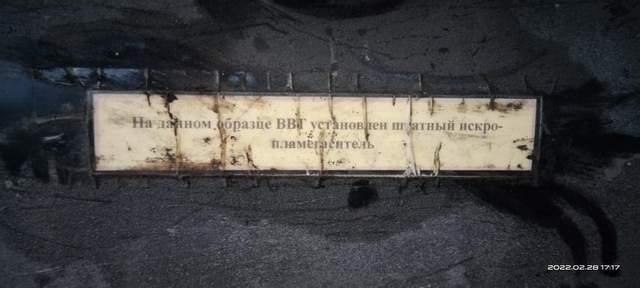 На данном образце ВВТ установлен штатный искро-
пламегаситель
2022.02.28 17:17